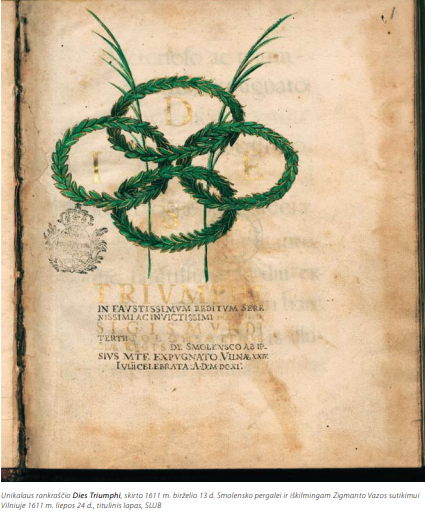 D
I E
S
TRIVMPHI
IN FAVSTISSIMVM REDITVM SERE
NISSIMI AC INVICTISSIMI
SIGISMVNDI
TERTII
DE SMOLENSCO AB IP-
SIVS MTE EXPVGNATO VILNÆ XXIV
IVLII CELEBRATA: A.D.M.DC.XI.
Unikalaus rankraščio Dies Triumphi, skirto 1611 m. birželio 13 d. Smolensko pergalei ir iškilmingam Zigmanto Vazos sutikimui
Vilniuje 1611 m. liepos 24 d., titulinis lapas, SLUB